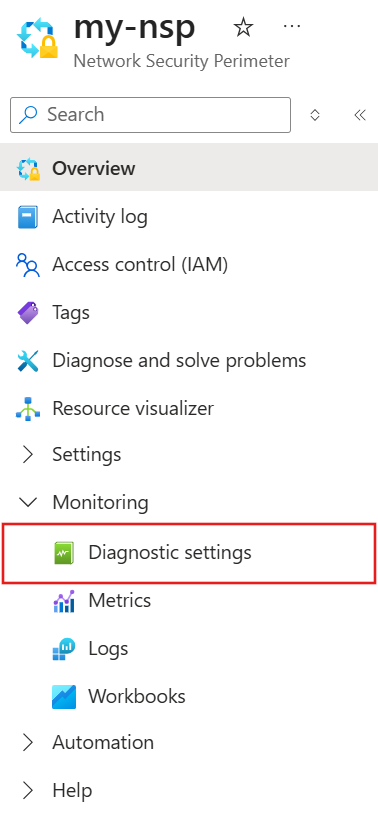 my-nsp
Network Security Perimeter
Search
Overview
Activity log
Access control (IAM)
Tags
Diagnose and solve problems
Resource visualizer
Settings
Monitoring
Diagnostic settings
Metrics
Logs
Workbooks
Automation
Help